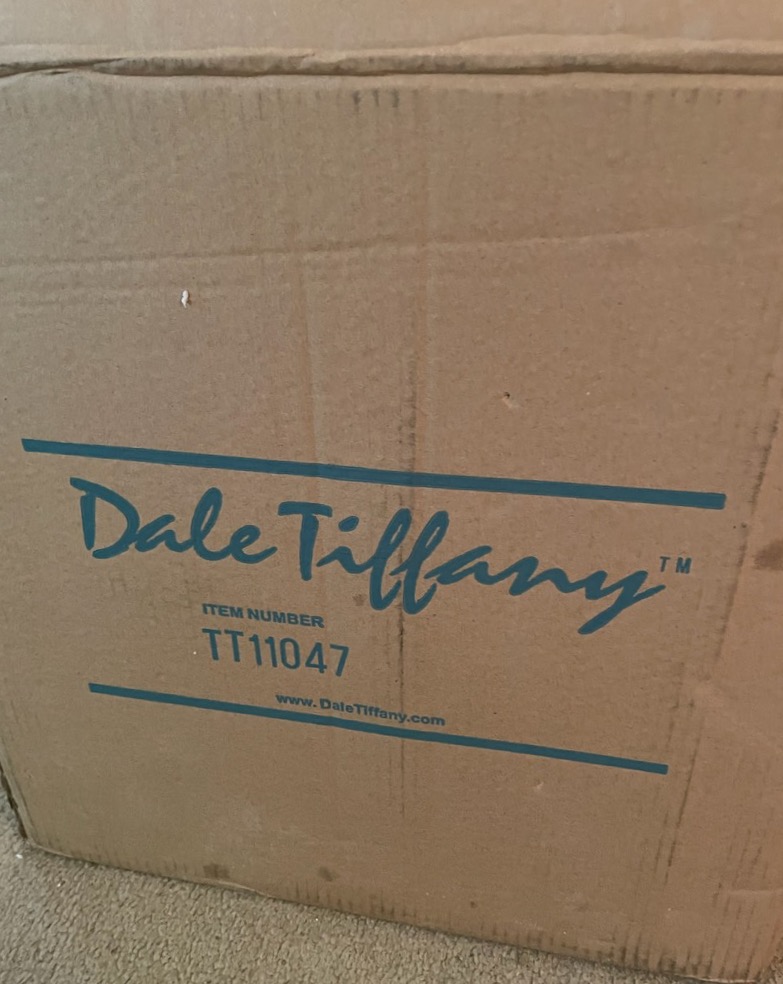 Dale Tiffany™
ITEM NUMBER
TT11047
www.DaleTiffany.com